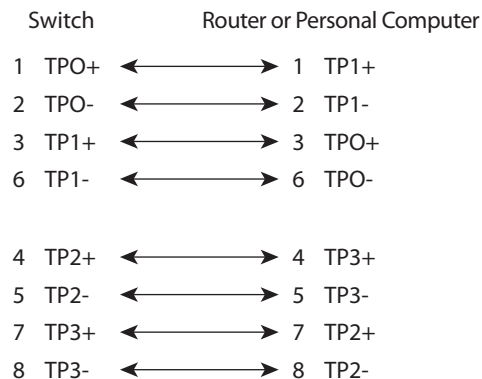 Switch Router or Personal Computer
1 TPO+ 1 TP1+
2 TPO- 2 TP1-
3 TP1+ 3 TPO+
6 TP1- 6 TPO-
4 TP2+ 4 TP3+
5 TP2- 5 TP3-
7 TP3+ 7 TP2+
8 TP3- 8 TP2-